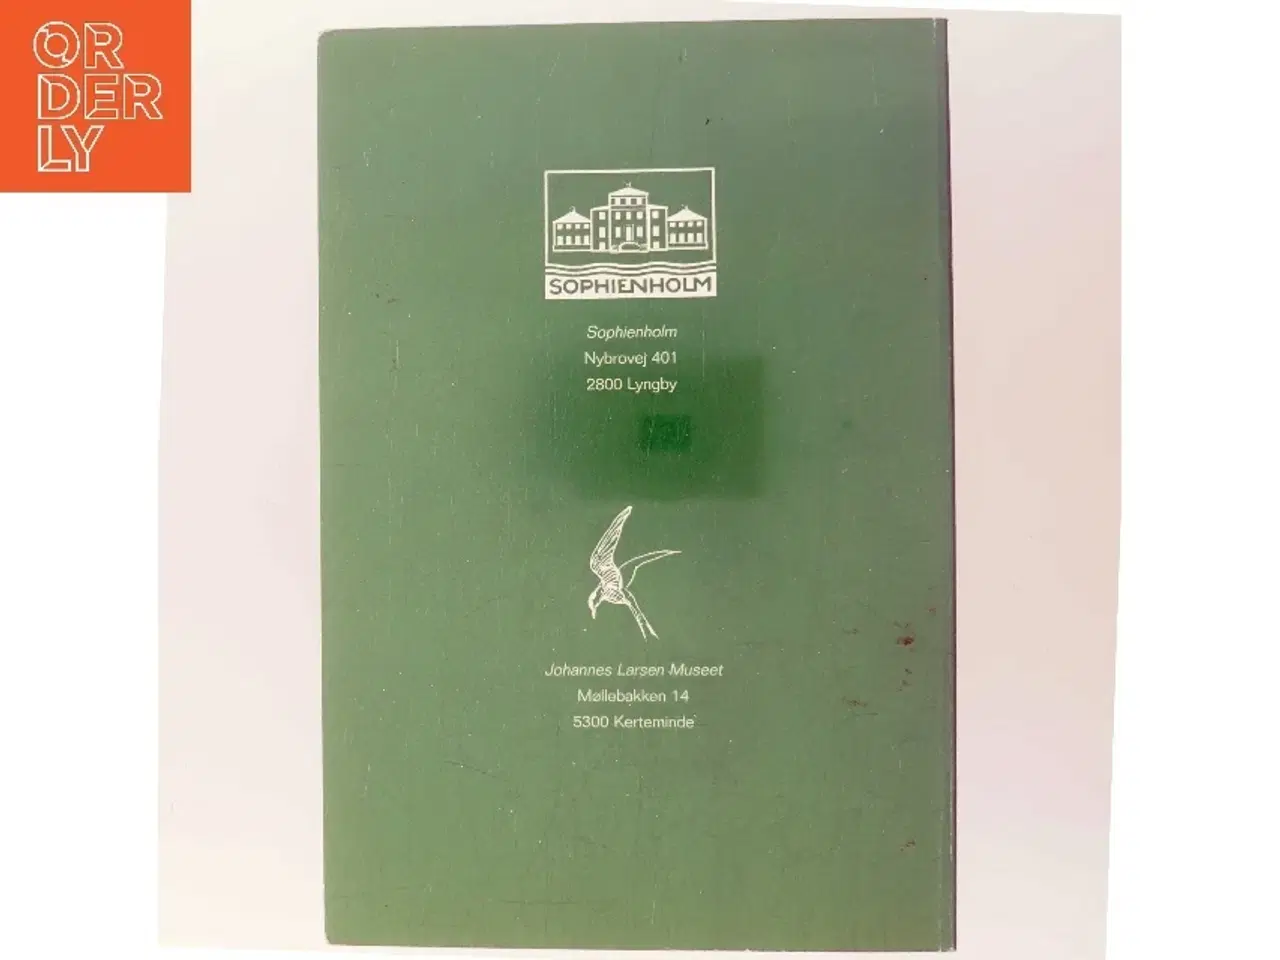 ORDERLY
SOPHIENHOLM
Sophienholm
Nybrovej 401
2800 Lyngby
Johannes Larsen Museet
Møllebakken 14
5300 Kerteminde